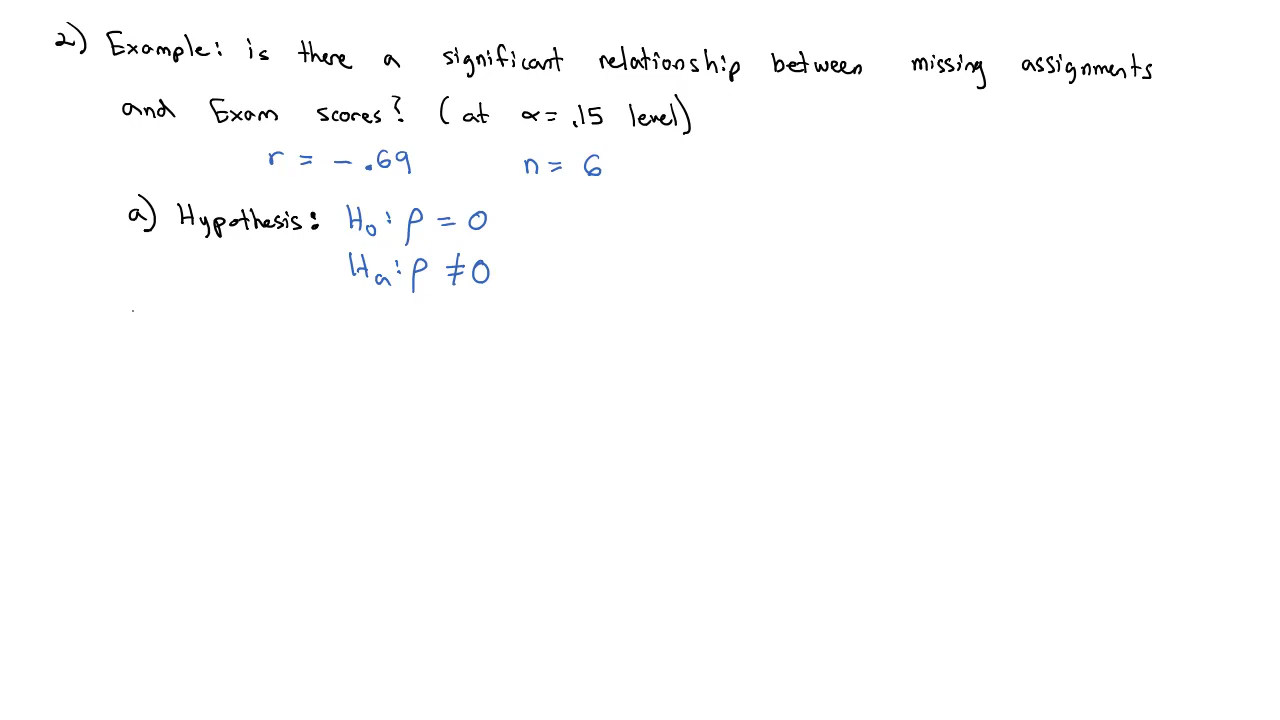 2) Example: is there a significant relationship between missing assignments
and Exam scores? (at α = .15 level)
r = -.69 n = 6
a) Hypothesis: H₀: ρ = 0
Hₐ: ρ ≠ 0